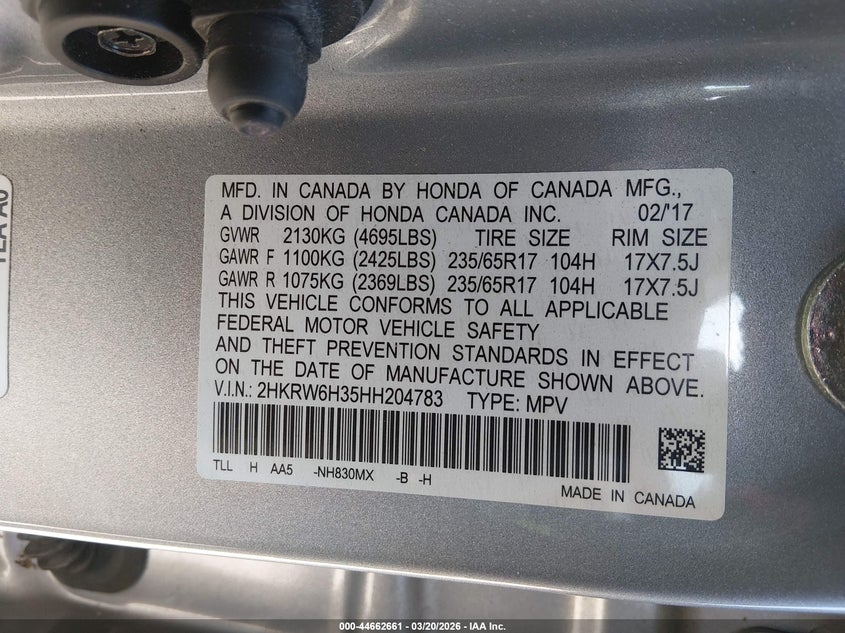 MFD. IN CANADA BY HONDA OF CANADA MFG.,
A DIVISION OF HONDA CANADA INC. 02/'17
GVWR 2130KG (4695LBS) TIRE SIZE RIM SIZE
GAWR F 1100KG (2425LBS) 235/65R17 104H 17X7.5J
GAWR R 1075KG (2369LBS) 235/65R17 104H 17X7.5J
THIS VEHICLE CONFORMS TO ALL APPLICABLE
FEDERAL MOTOR VEHICLE SAFETY
AND THEFT PREVENTION STANDARDS IN EFFECT
ON THE DATE OF MANUFACTURE SHOWN ABOVE.
V.I.N.: 2HKRW6H35HH204783 TYPE: MPV
TLL H AA5 -NH830MX -B -H
MADE IN CANADA
000-44662661 - 03/20/2026 - IAA Inc.